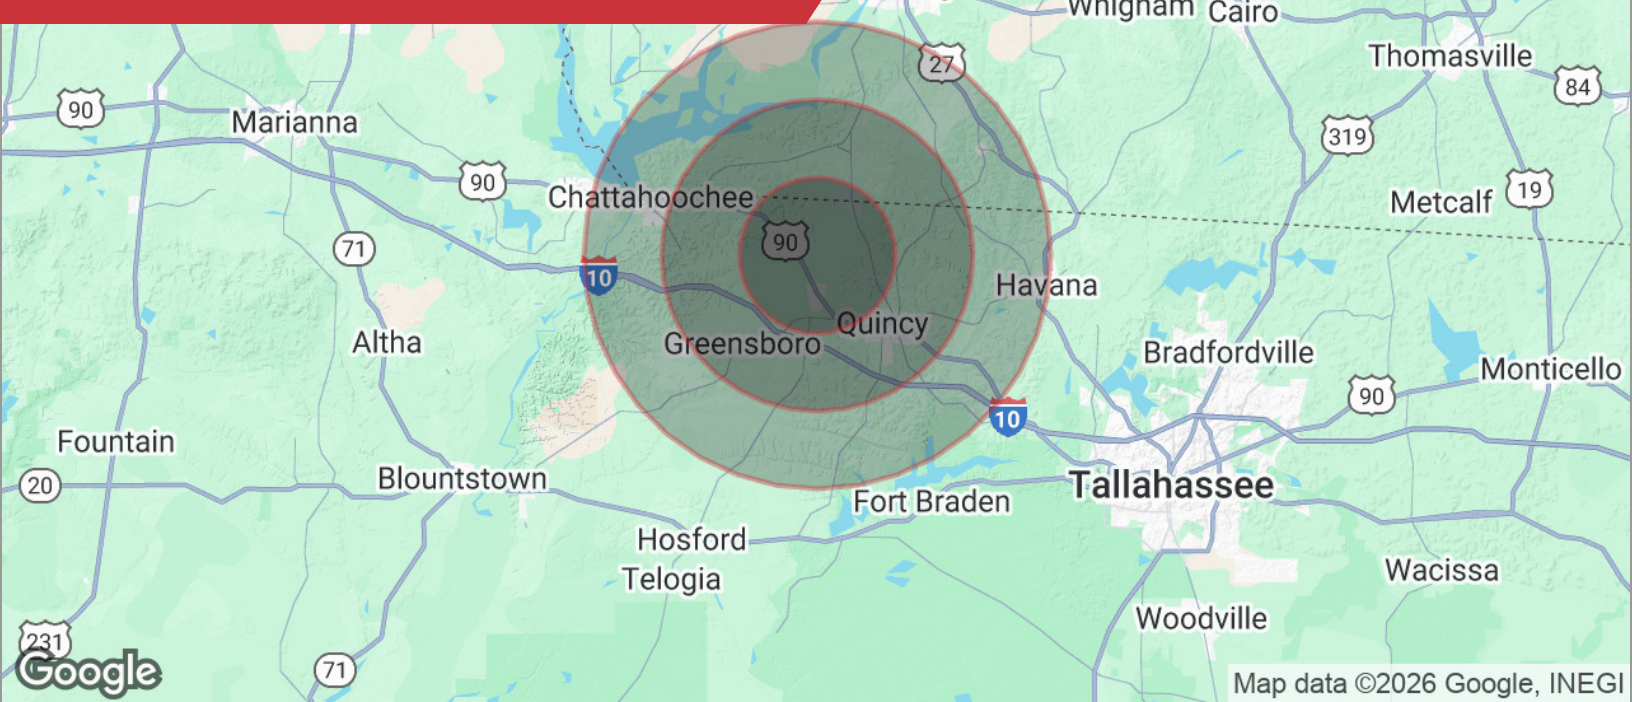 Whigham
Cairo
27
Thomasville
84
90
Marianna
319
90
Chattahoochee
19
Metcalf
71
90
10
Havana
Quincy
Altha
Greensboro
Bradfordville
Monticello
90
10
Fountain
Blountstown
20
Tallahassee
Fort Braden
Hosford
Telogia
Wacissa
Woodville
231
71
Google
Map data ©2026 Google, INEGI